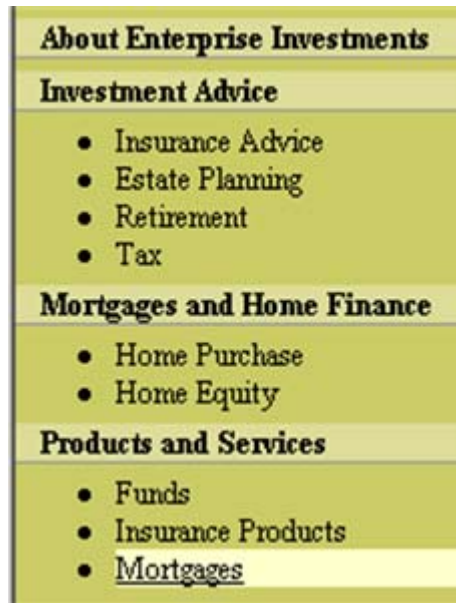 About Enterprise Investments
Investment Advice
Insurance Advice
Estate Planning
Retirement
Tax
Mortgages and Home Finance
Home Purchase
Home Equity
Products and Services
Funds
Insurance Products
Mortgages